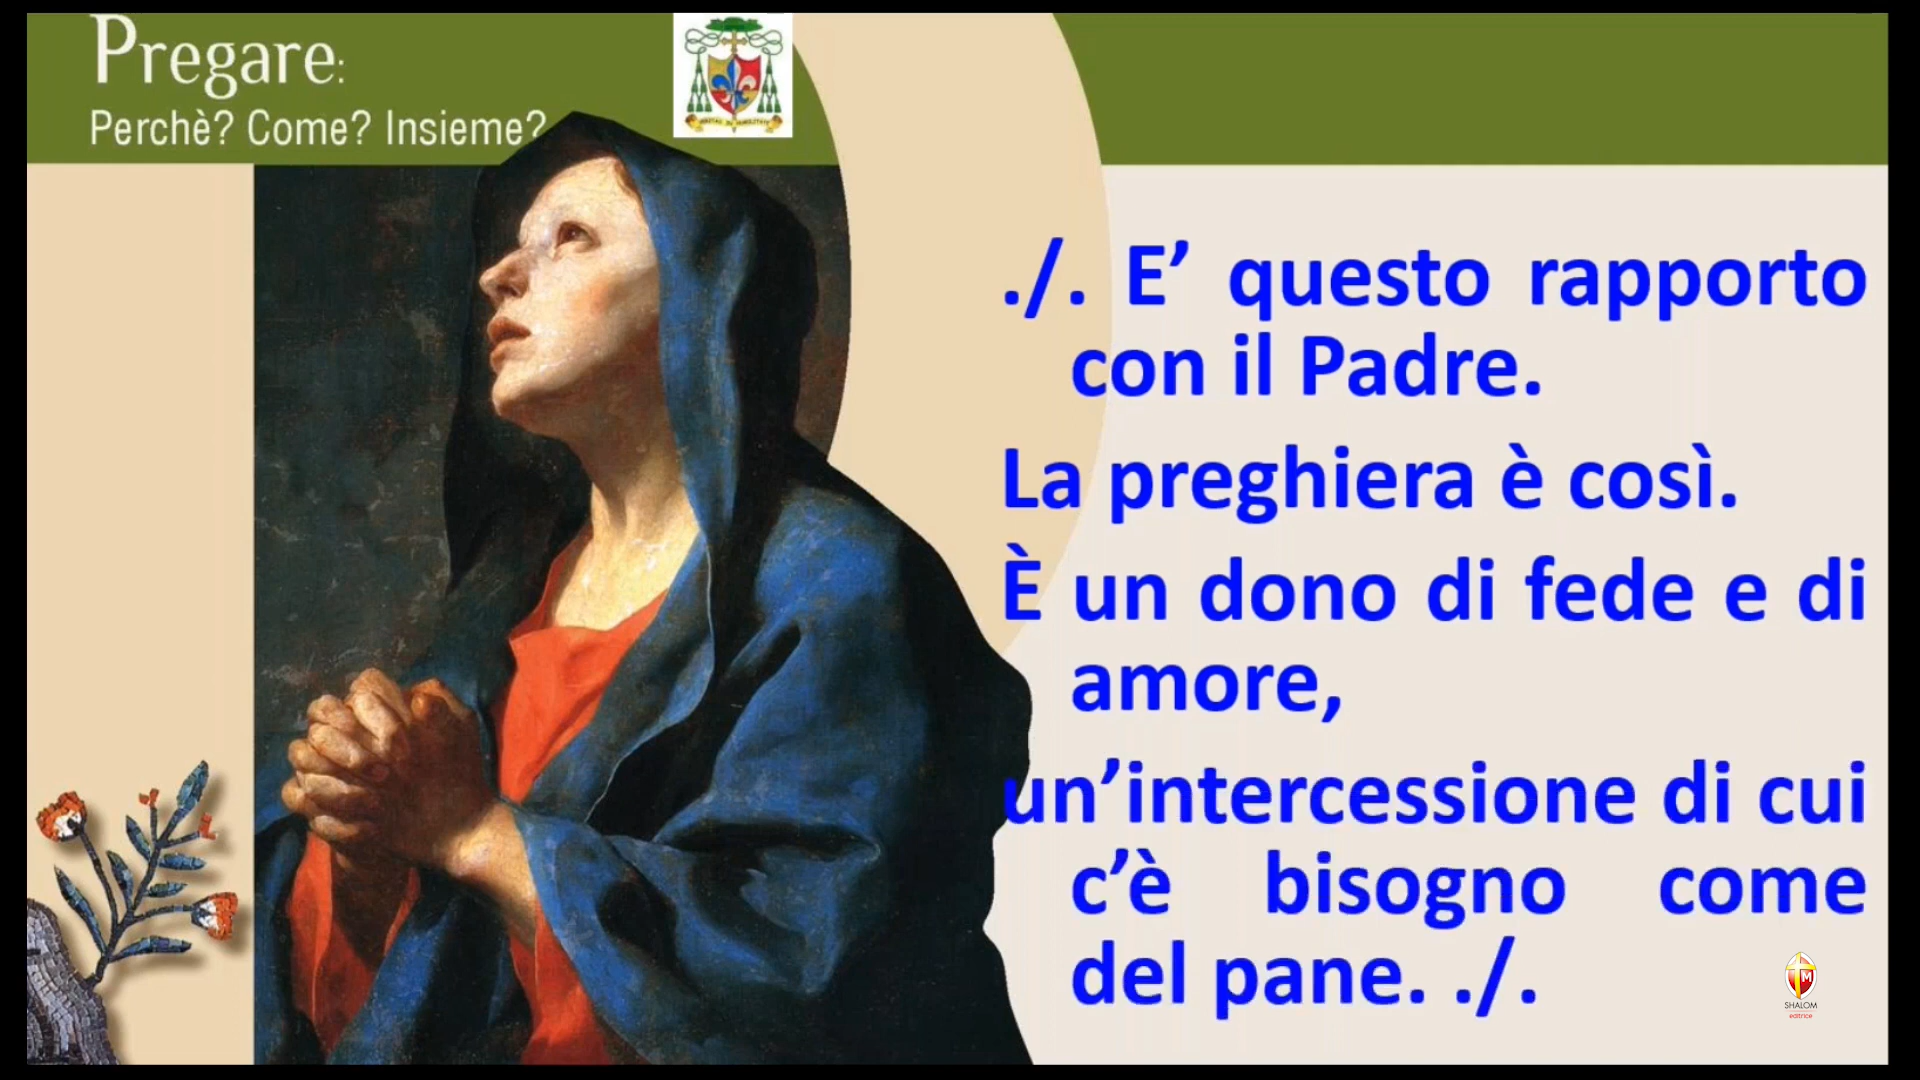 Pregare:
Perchè? Come? Insieme?
./. E’ questo rapporto
con il Padre.
La preghiera è così.
È un dono di fede e di
amore,
un’intercessione di cui
c’è bisogno come
del pane. ./.
M
SHALOM
editrice